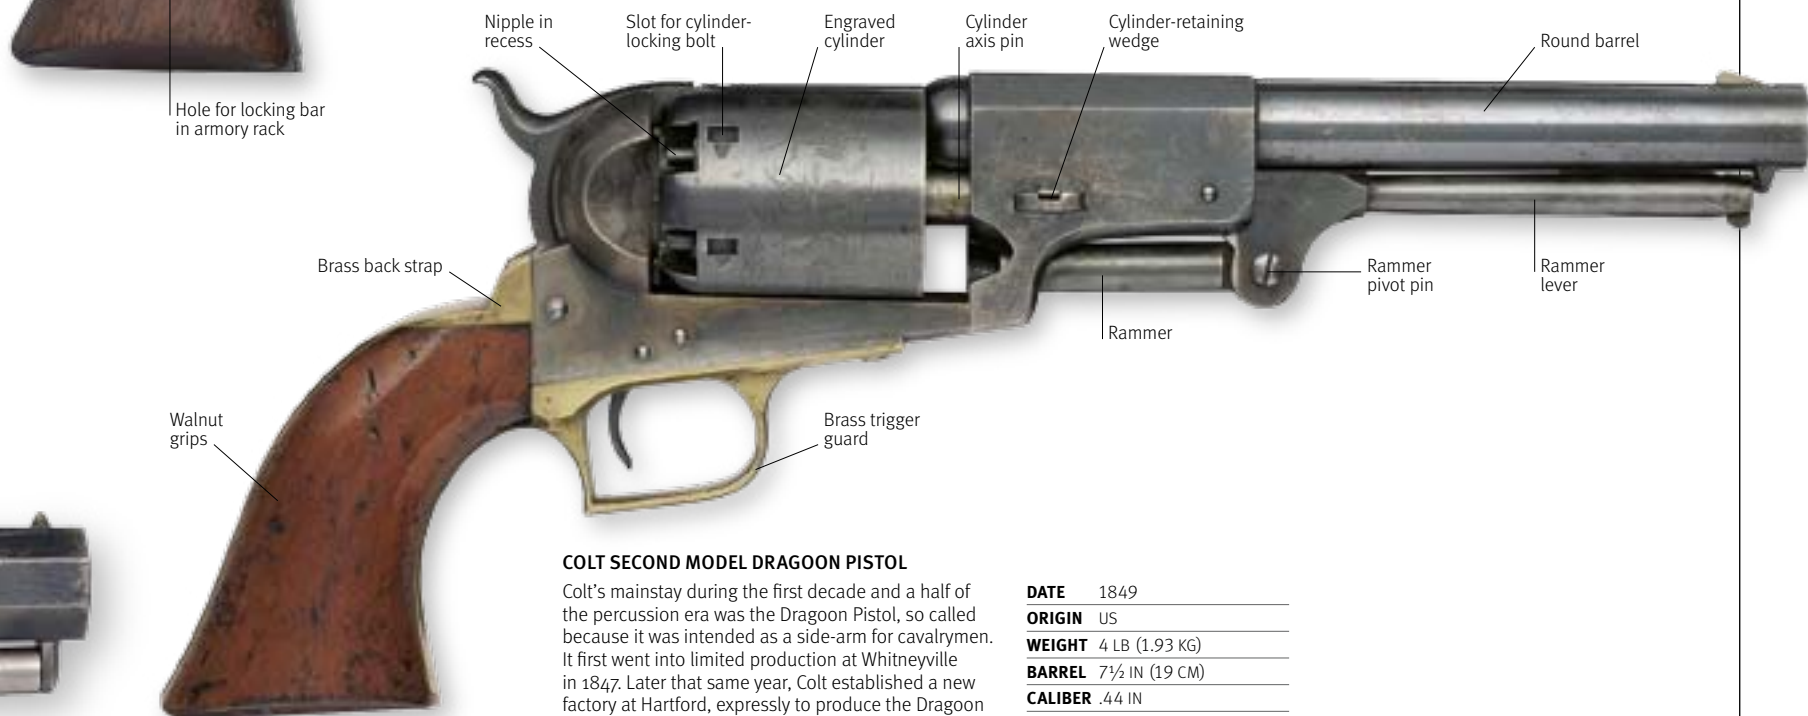 Nipple in
recess
Slot for cylinder-
locking bolt
Engraved
cylinder
Cylinder
axis pin
Cylinder-retaining
wedge
Round barrel
Hole for locking bar
in armory rack
Brass back strap
Rammer
pivot pin
Rammer
lever
Rammer
Walnut
grips
Brass trigger
guard
COLT SECOND MODEL DRAGOON PISTOL
Colt’s mainstay during the first decade and a half of
the percussion era was the Dragoon Pistol, so called
because it was intended as a side-arm for cavalrymen.
It first went into limited production at Whitneyville
in 1847. Later that same year, Colt established a new
factory at Hartford, expressly to produce the Dragoon
DATE 1849
ORIGIN US
WEIGHT 4 LB (1.93 KG)
BARREL 7½ IN (19 CM)
CALIBER .44 IN